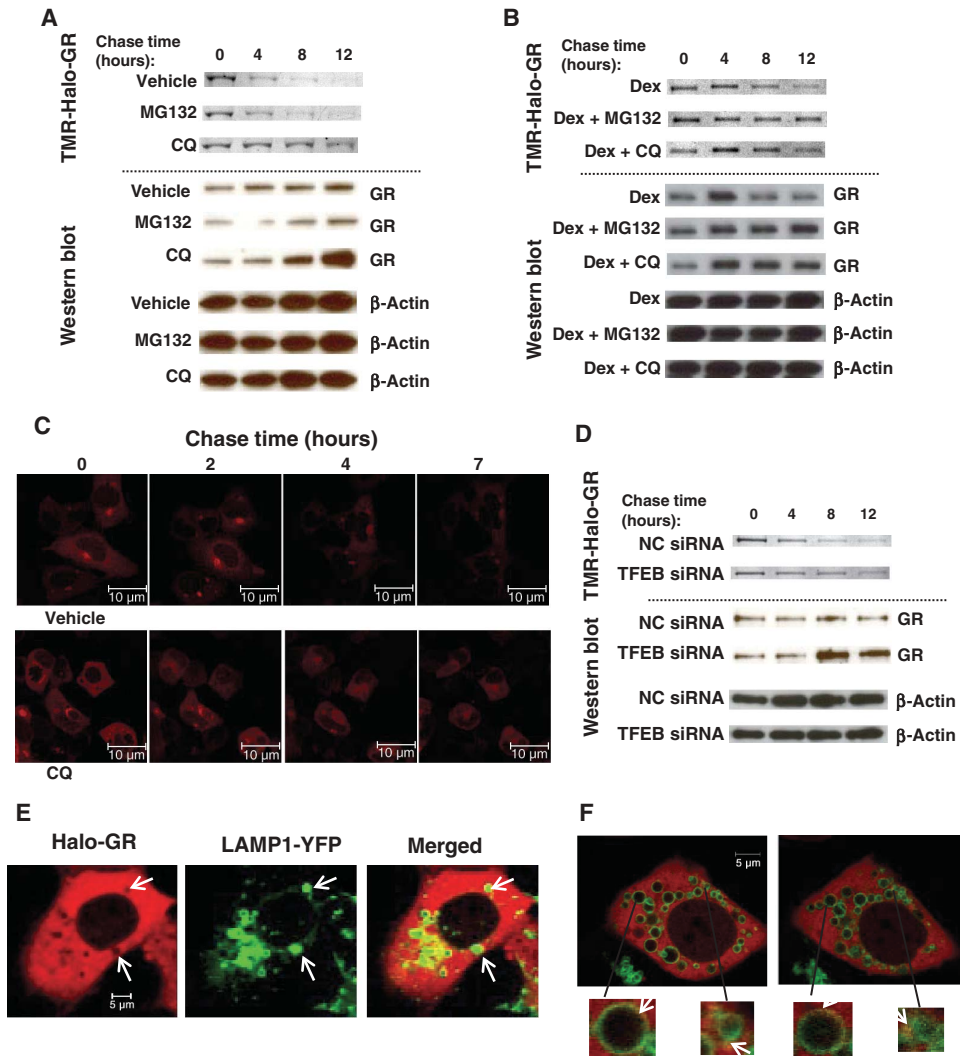 A
Chase time
(hours):
0 4 8 12
TMR-Halo-GR
Vehicle
MG132
CQ
Western blot
Vehicle GR
MG132 GR
CQ GR
Vehicle β-Actin
MG132 β-Actin
CQ β-Actin
B
Chase time
(hours):
0 4 8 12
TMR-Halo-GR
Dex
Dex + MG132
Dex + CQ
Western blot
Dex GR
Dex + MG132 GR
Dex + CQ GR
Dex β-Actin
Dex + MG132 β-Actin
Dex + CQ β-Actin
C
Chase time (hours)
0 2 4 7
10 µm 10 µm 10 µm 10 µm
Vehicle
10 µm 10 µm 10 µm 10 µm
CQ
D
Chase time
(hours):
0 4 8 12
TMR-Halo-GR
NC siRNA
TFEB siRNA
Western blot
NC siRNA GR
TFEB siRNA GR
NC siRNA β-Actin
TFEB siRNA β-Actin
E
Halo-GR LAMP1-YFP Merged
5 µm
F
5 µm